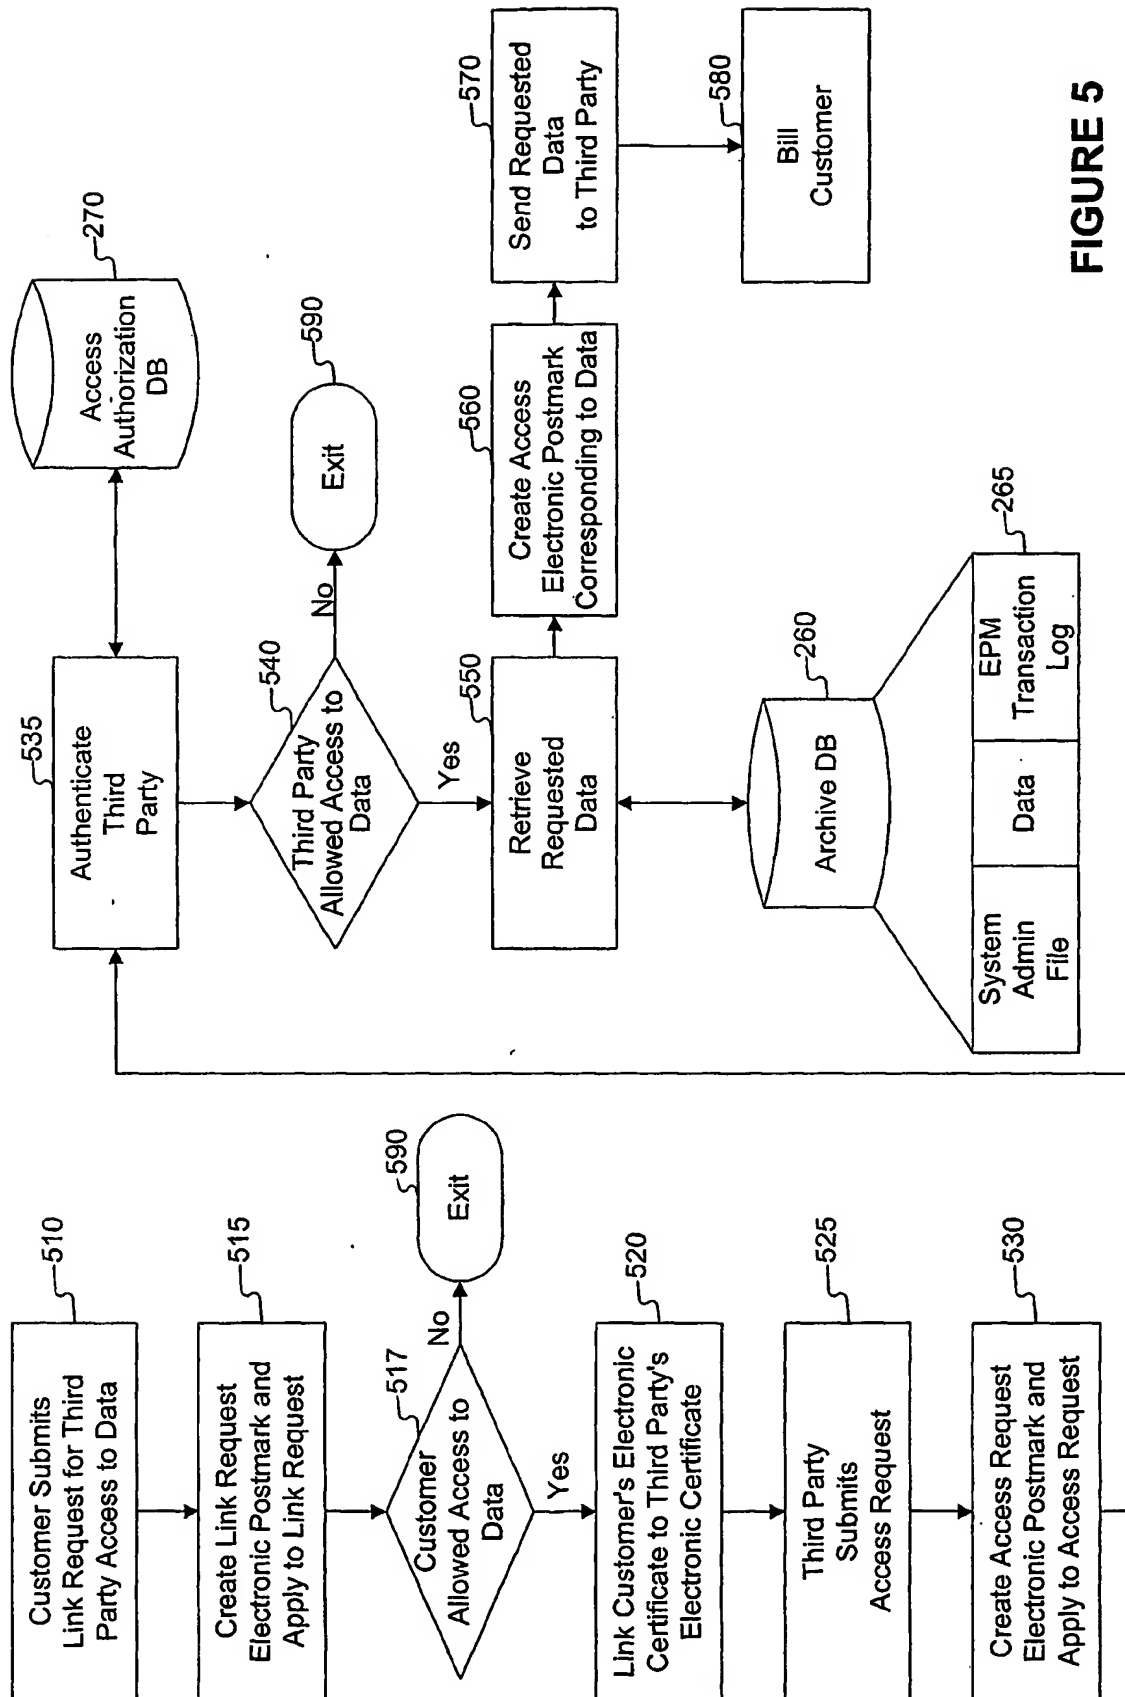 Customer Submits
Link Request for Third
Party Access to Data
510
Create Link Request
Electronic Postmark and
Apply to Link Request
515
Customer
Allowed Access to
Data
517
No
Exit
590
Yes
Link Customer's Electronic
Certificate to Third Party's
Electronic Certificate
520
Third Party
Submits
Access Request
525
Create Access Request
Electronic Postmark and
Apply to Access Request
530
Authenticate
Third
Party
535
Access
Authorization
DB
270
Third Party
Allowed Access to
Data
540
No
Exit
590
Yes
Retrieve
Requested
Data
550
Create Access
Electronic Postmark
Corresponding to Data
560
Send Requested
Data
to Third Party
570
Bill
Customer
580
Archive DB
260
System
Admin
File
Data
EPM
Transaction
Log
265
FIGURE 5